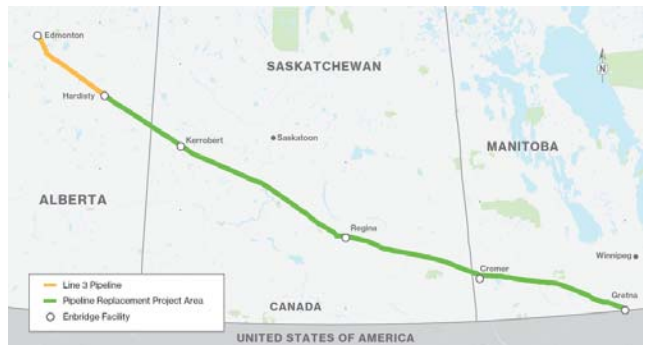 Edmonton
SASKATCHEWAN
Hardisty
Saskatoon
Kerrobert
MANITOBA
ALBERTA
Regina
Winnipeg
Cromer
Gretna
Line 3 Pipeline
Pipeline Replacement Project Area
Enbridge Facility
CANADA
UNITED STATES OF AMERICA
N